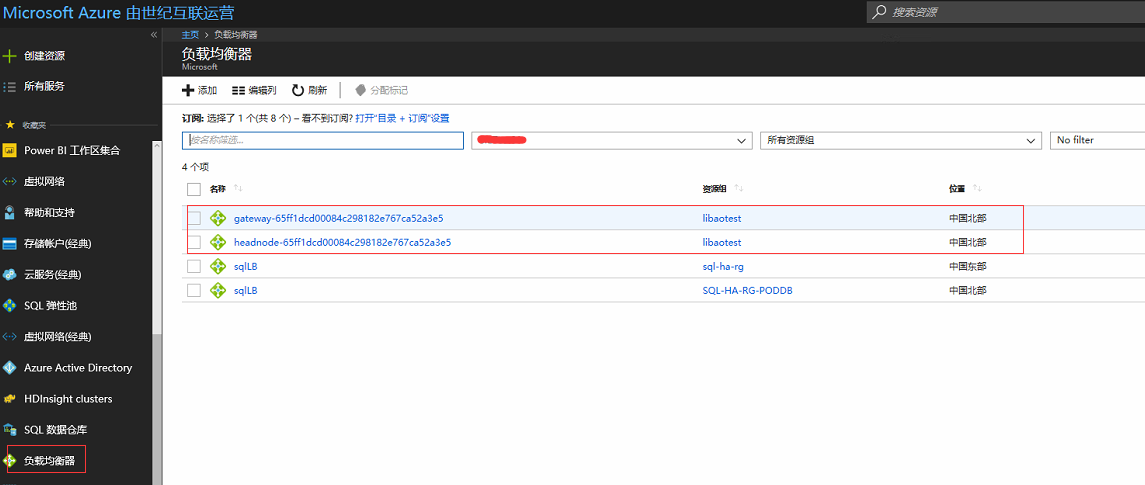 Microsoft Azure 由世纪互联运营
搜索资源
创建资源
所有服务
收藏夹
Power BI 工作区集合
虚拟网络
帮助和支持
存储帐户(经典)
云服务(经典)
SQL 弹性池
虚拟网络(经典)
Azure Active Directory
HDInsight clusters
SQL 数据仓库
负载均衡器
主页 > 负载均衡器
负载均衡器
Microsoft
添加 编辑列 刷新 分配标记
订阅: 选择了 1 个(共 8 个) – 看不到订阅? 打开"目录 + 订阅"设置
按名称筛选... 所有资源组 No filter
4 个项
名称 资源组 位置
gateway-65ff1dcd00084c298182e767ca52a3e5 libaotest 中国北部
headnode-65ff1dcd00084c298182e767ca52a3e5 libaotest 中国北部
sqlLB sql-ha-rg 中国东部
sqlLB SQL-HA-RG-PODDB 中国北部